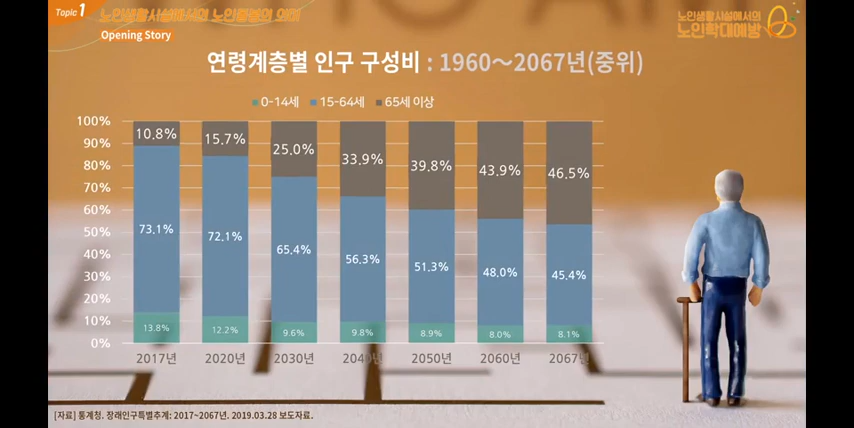 Topic 1
노인생활시설에서의 노인돌봄의 의미
Opening Story
노인생활시설에서의
노인학대예방
연령계층별 인구 구성비 : 1960~2067년(중위)
0-14세 15-64세 65세 이상
100%
90%
80%
70%
60%
50%
40%
30%
20%
10%
0%
10.8% 15.7% 25.0% 33.9% 39.8% 43.9% 46.5%
73.1% 72.1% 65.4% 56.3% 51.3% 48.0% 45.4%
13.8% 12.2% 9.6% 9.8% 8.9% 8.0% 8.1%
2017년 2020년 2030년 2040년 2050년 2060년 2067년
[자료] 통계청. 장래인구특별추계: 2017~2067년. 2019.03.28 보도자료.